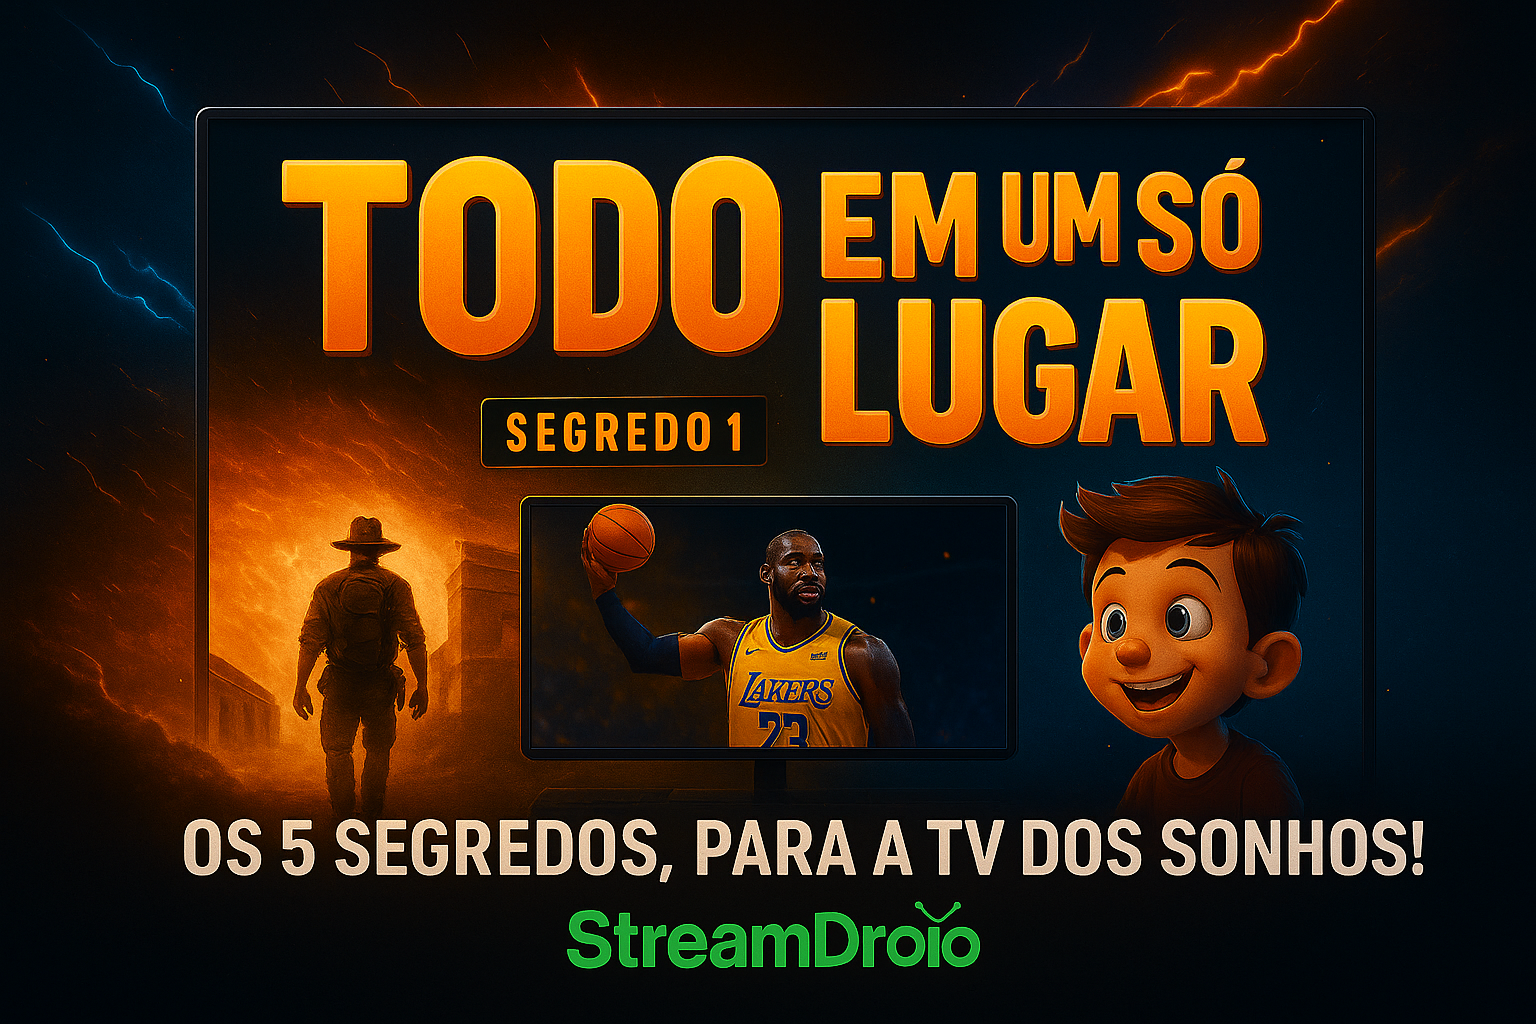 TODO
EM UM SÓ
LUGAR
SEGREDO 1
LAKERS
23
OS 5 SEGREDOS, PARA A TV DOS SONHOS!
StreamDroio